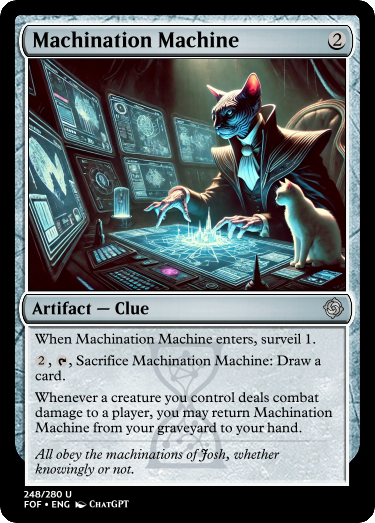 Machination Machine 2
Artifact — Clue
When Machination Machine enters, surveil 1.
2, , Sacrifice Machination Machine: Draw a
card.
Whenever a creature you control deals combat
damage to a player, you may return Machination
Machine from your graveyard to your hand.
All obey the machinations of Josh, whether
knowingly or not.
248/280 U
FOF • ENG ChatGPT